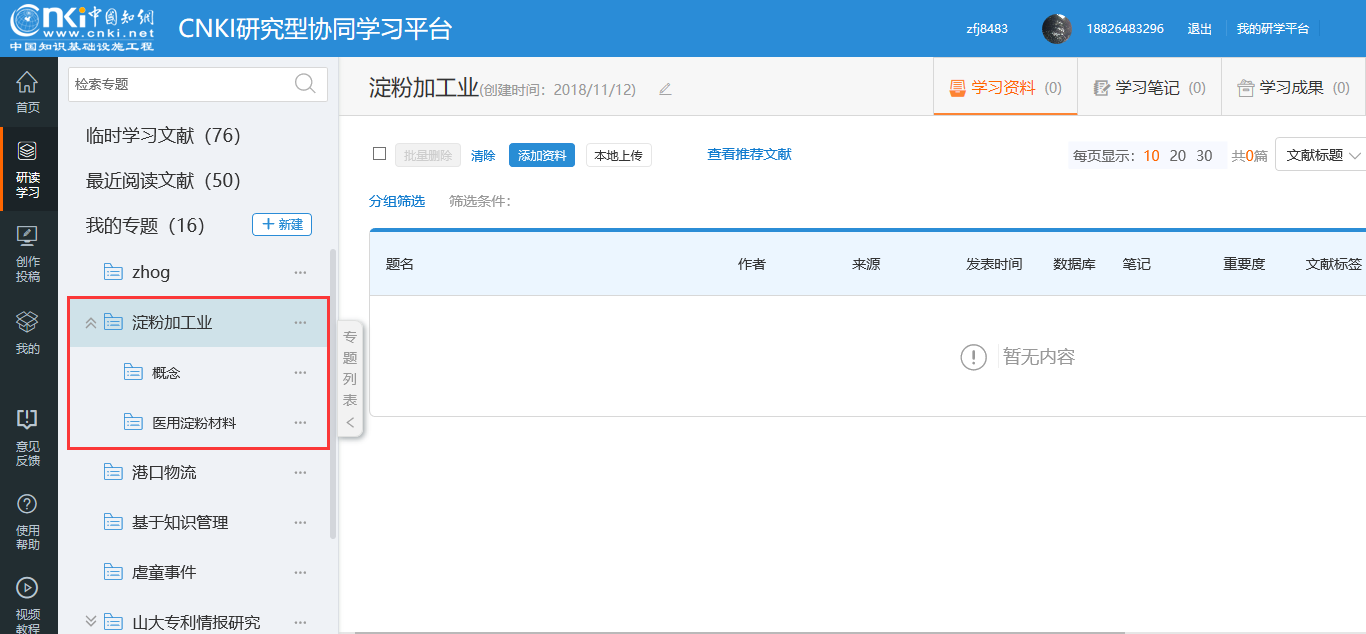 cnki中国知网
www.cnki.net
中国知识基础设施工程
CNKI研究型协同学习平台
zfj8483
18826483296
退出
我的研学平台
首页
研读
学习
创作
投稿
我的
意见
反馈
使用
帮助
视频
教程
检索专题
临时学习文献（76）
最近阅读文献（50）
我的专题（16）
+ 新建
zhog
淀粉加工业
概念
医用淀粉材料
港口物流
基于知识管理
虐童事件
山大专利情报研究
专
题
列
表
<
淀粉加工业(创建时间：2018/11/12)
学习资料 (0)
学习笔记 (0)
学习成果 (0)
批量删除
清除
添加资料
本地上传
查看推荐文献
每页显示： 10 20 30
共0篇
文献标题
分组筛选
筛选条件：
题名
作者
来源
发表时间
数据库
笔记
重要度
文献标签
暂无内容